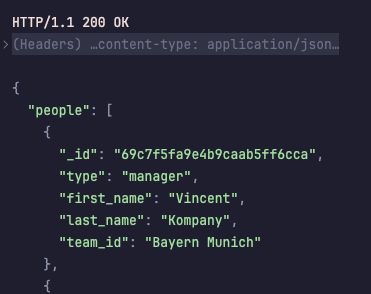 HTTP/1.1 200 OK
> (Headers) …content-type: application/json…
{
"people": [
{
"_id": "69c7f5fa9e4b9caab5ff6cca",
"type": "manager",
"first_name": "Vincent",
"last_name": "Kompany",
"team_id": "Bayern Munich"
},
{